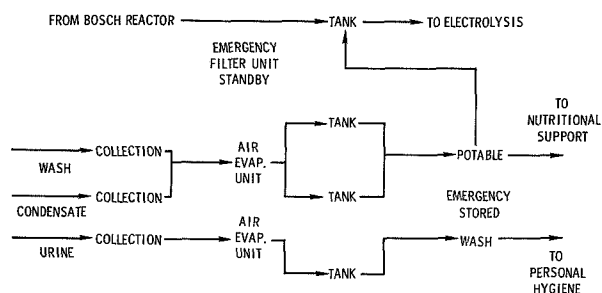 FROM BOSCH REACTOR
TANK
TO ELECTROLYSIS
EMERGENCY
FILTER UNIT
STANDBY
TO
NUTRITIONAL
SUPPORT
WASH
COLLECTION
AIR
EVAP.
UNIT
TANK
POTABLE
CONDENSATE
COLLECTION
TANK
EMERGENCY
STORED
URINE
COLLECTION
AIR
EVAP.
UNIT
TANK
WASH
TO
PERSONAL
HYGIENE